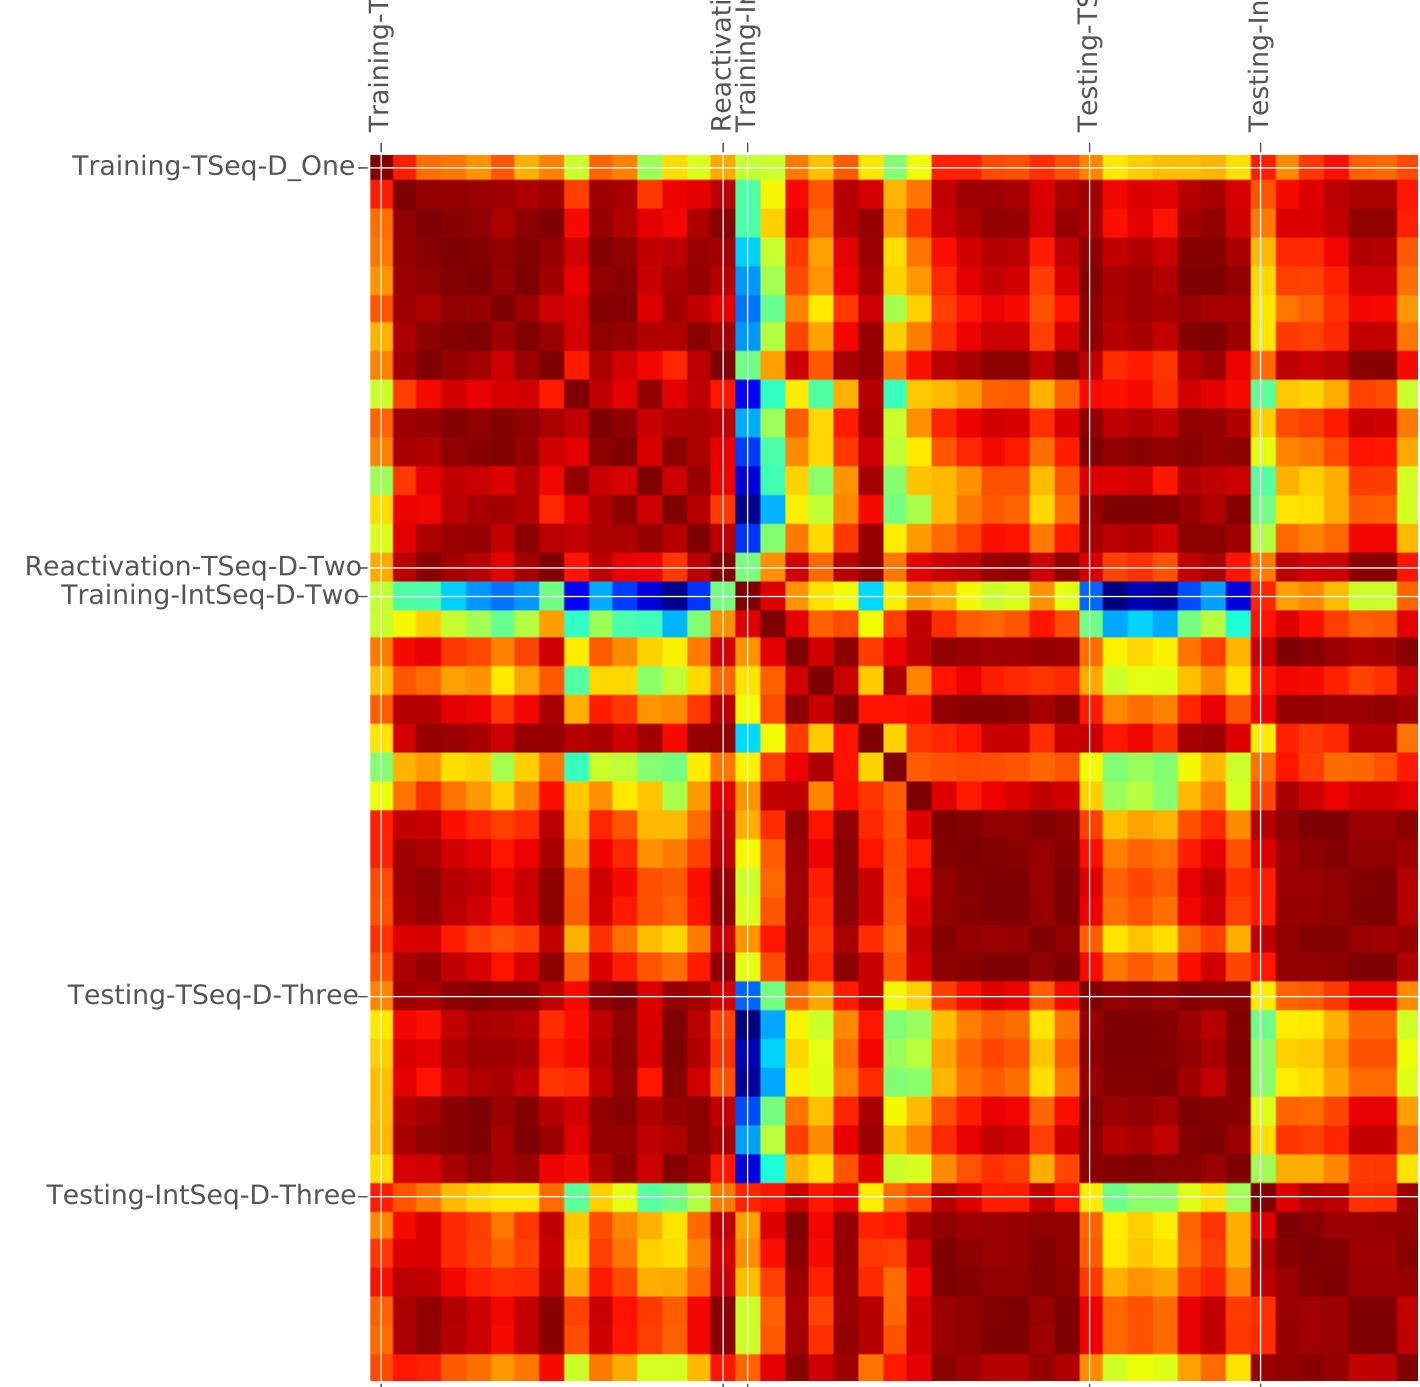 Training-T
Reactivati
Training-In
Testing-TS
Testing-In
Training-TSeq-D_One
Reactivation-TSeq-D-Two
Training-IntSeq-D-Two
Testing-TSeq-D-Three
Testing-IntSeq-D-Three